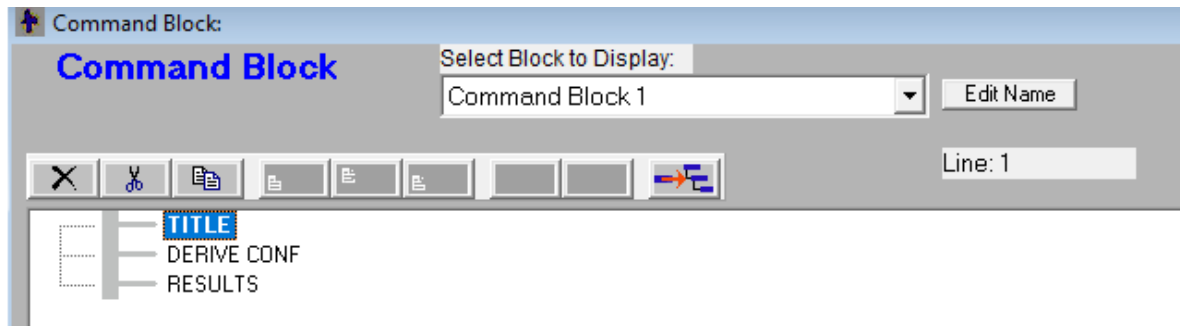 Command Block:
Command Block
Select Block to Display:
Command Block 1
Edit Name
Line: 1
TITLE
DERIVE CONF
RESULTS